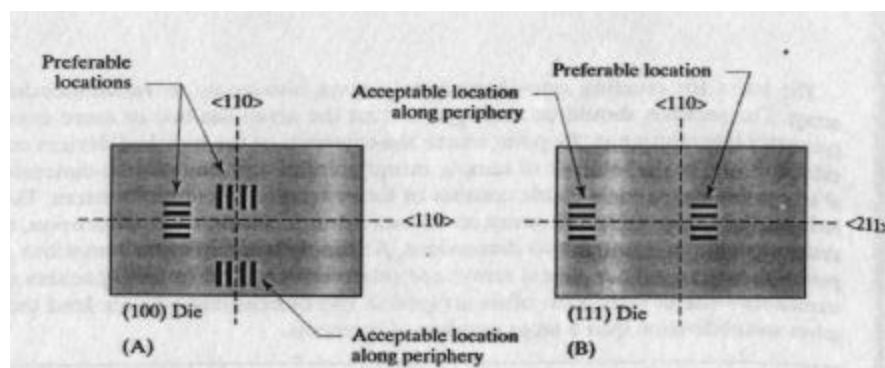 Preferable
locations
<110>
<110>
(100) Die
(A)
Acceptable location
along periphery
Preferable location
Acceptable location
along periphery
<110>
<211>
(111) Die
(B)